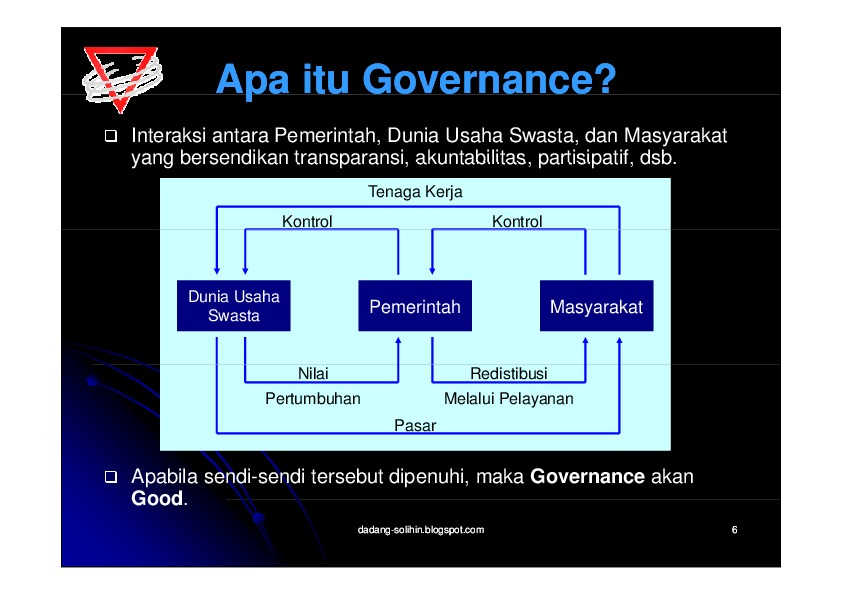 Apa itu Governance?
Interaksi antara Pemerintah, Dunia Usaha Swasta, dan Masyarakat
yang bersendikan transparansi, akuntabilitas, partisipatif, dsb.
Tenaga Kerja
Kontrol
Kontrol
Dunia Usaha
Swasta
Pemerintah
Masyarakat
Nilai
Redistibusi
Pertumbuhan
Melalui Pelayanan
Pasar
Apabila sendi-sendi tersebut dipenuhi, maka Governance akan
Good.
dadang-solihin.blogspot.com
6